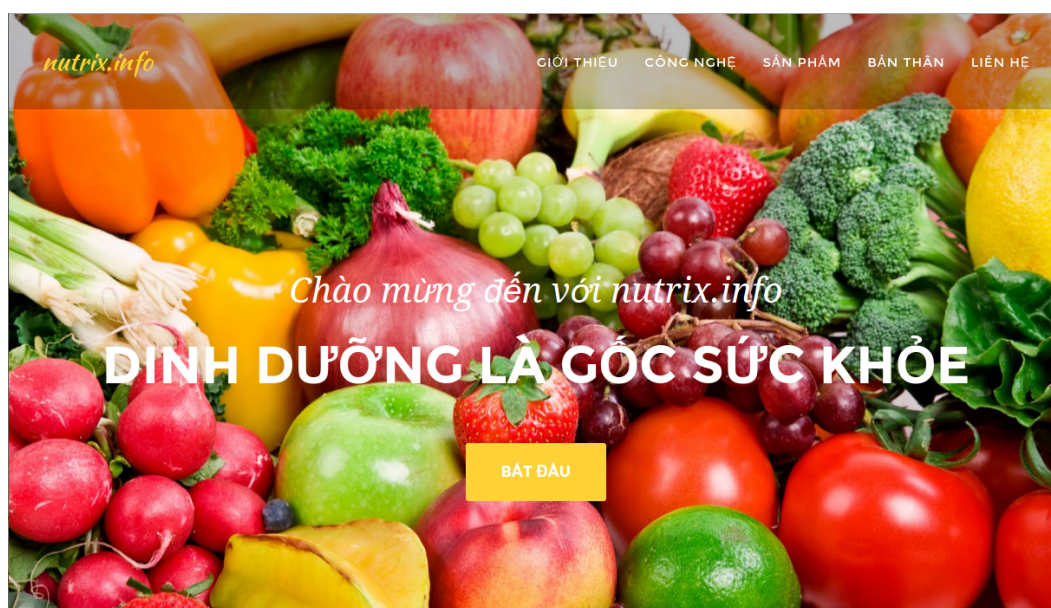 nutrix.info
GIỚI THIỆU CÔNG NGHỆ SẢN PHẨM BẢN THÂN LIÊN HỆ
Chào mừng đến với nutrix.info
DINH DƯỠNG LÀ GỐC SỨC KHỎE
BẮT ĐẦU